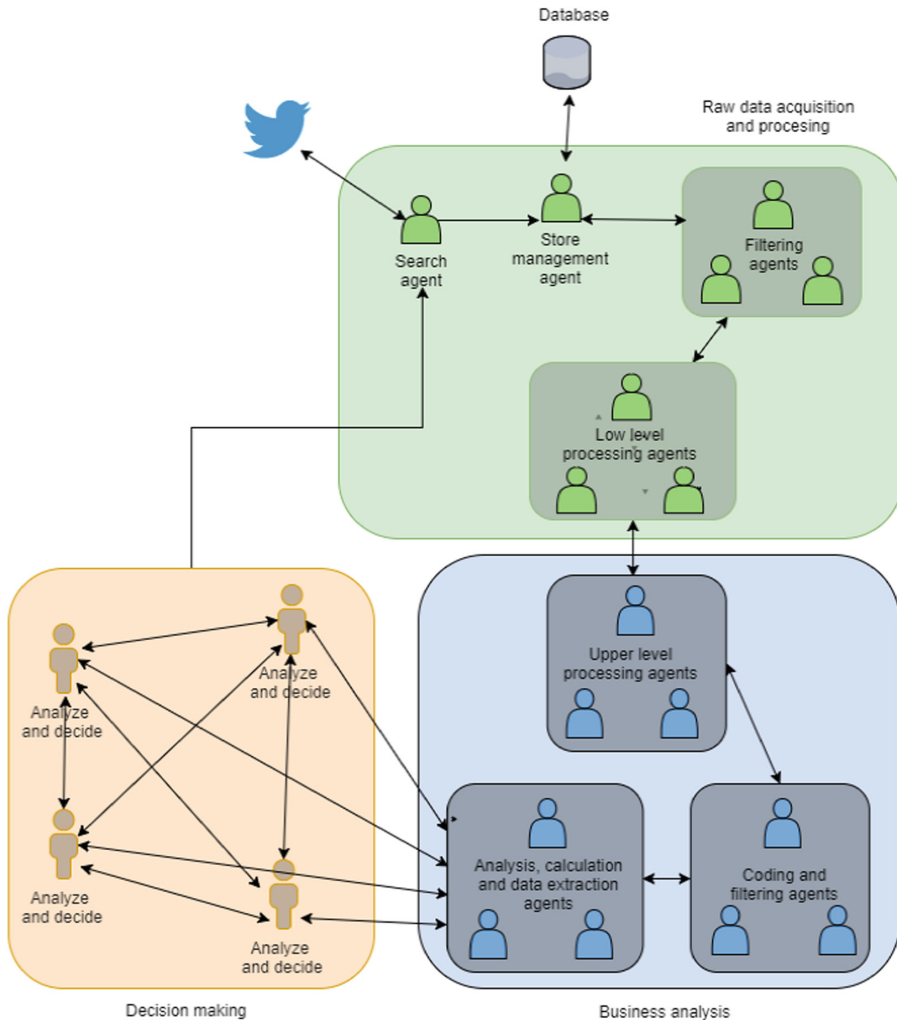 Database
Raw data acquisition
and procesing
Search
agent
Store
management
agent
Filtering
agents
Low level
processing agents
Upper level
processing agents
Analyze
and decide
Analyze
and decide
Analyze
and decide
Analyze
and decide
Analysis, calculation
and data extraction
agents
Coding and
filtering agents
Decision making
Business analysis